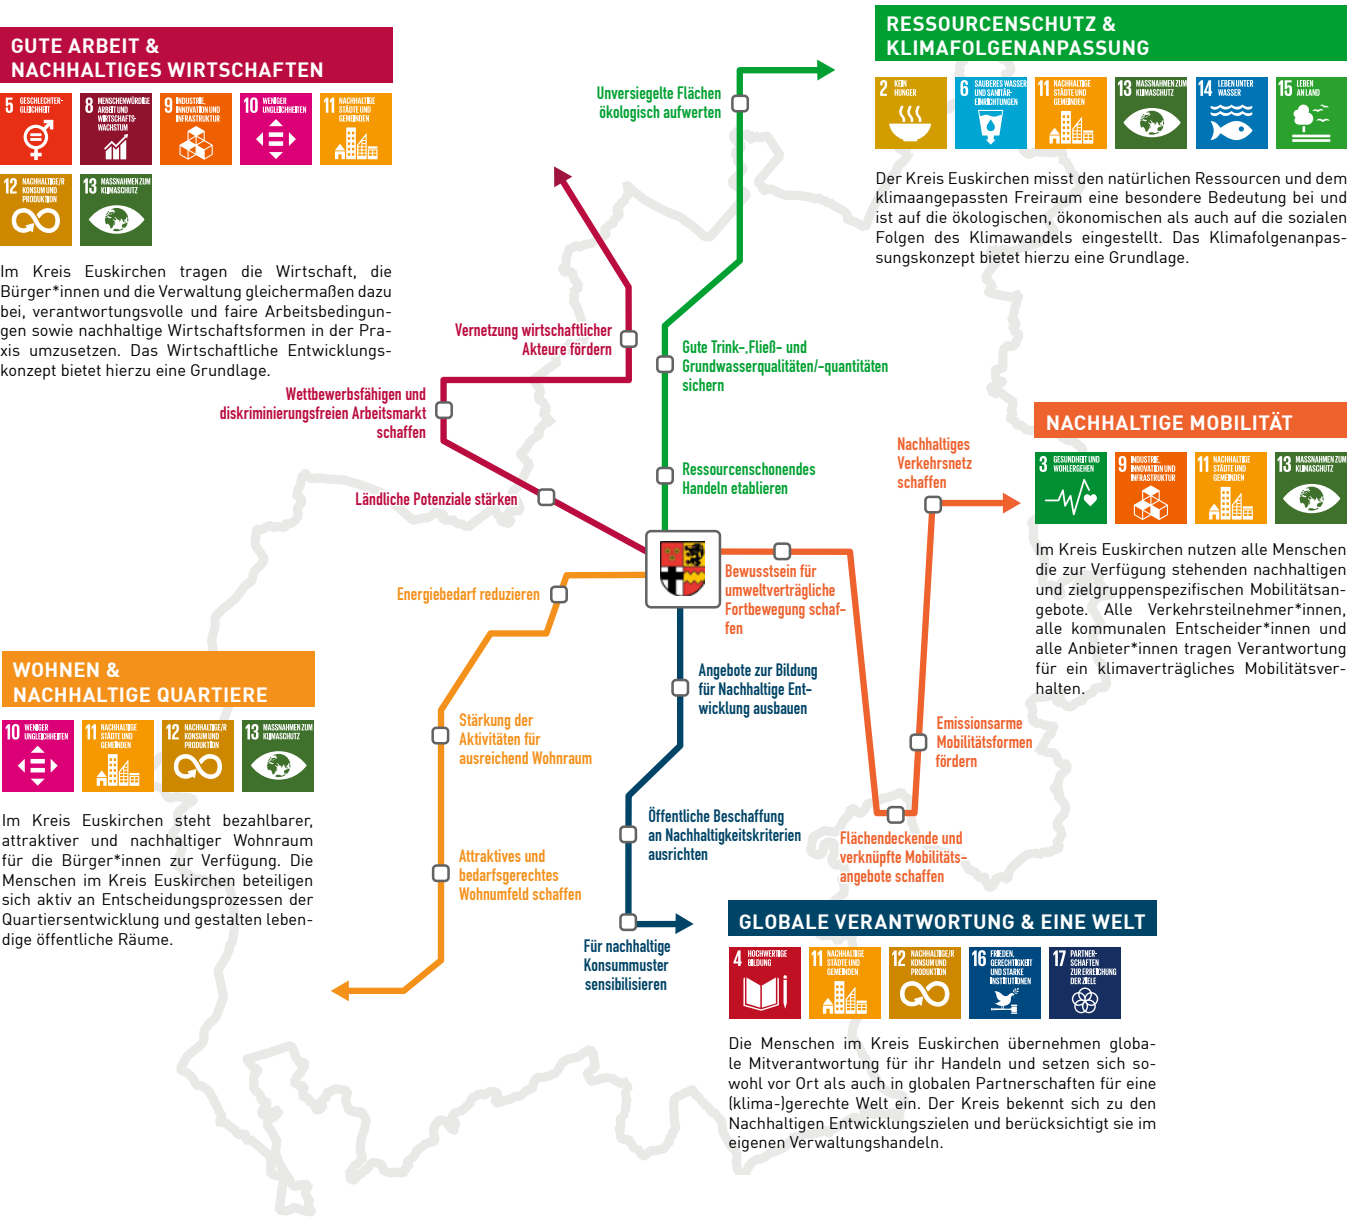 GUTE ARBEIT &
NACHHALTIGES WIRTSCHAFTEN
5 GESCHLECHTER-
GLEICHHEIT
8 MENSCHENWÜRDIGE
ARBEIT UND
WIRTSCHAFTS-
WACHSTUM
9 INDUSTRIE,
INNOVATION UND
INFRASTRUKTUR
10 WENIGER
UNGLEICHHEITEN
11 NACHHALTIGE
STÄDTE UND
GEMEINDEN
12 NACHHALTIGE/R
KONSUM UND
PRODUKTION
13 MASSNAHMEN ZUM
KLIMASCHUTZ
Im Kreis Euskirchen tragen die Wirtschaft, die
Bürger*innen und die Verwaltung gleichermaßen dazu
bei, verantwortungsvolle und faire Arbeitsbedingun-
gen sowie nachhaltige Wirtschaftsformen in der Pra-
xis umzusetzen. Das Wirtschaftliche Entwicklungs-
konzept bietet hierzu eine Grundlage.
Vernetzung wirtschaftlicher
Akteure fördern
Wettbewerbsfähigen und
diskriminierungsfreien Arbeitsmarkt
schaffen
Ländliche Potenziale stärken
RESSOURCENSCHUTZ &
KLIMAFOLGENANPASSUNG
2 KEIN
HUNGER
6 SAUBERES WASSER
UND SANITÄR-
EINRICHTUNGEN
11 NACHHALTIGE
STÄDTE UND
GEMEINDEN
13 MASSNAHMEN ZUM
KLIMASCHUTZ
14 LEBEN UNTER
WASSER
15 LEBEN
AN LAND
Der Kreis Euskirchen misst den natürlichen Ressourcen und dem
klimaangepassten Freiraum eine besondere Bedeutung bei und
ist auf die ökologischen, ökonomischen als auch auf die sozialen
Folgen des Klimawandels eingestellt. Das Klimafolgenanpas-
sungskonzept bietet hierzu eine Grundlage.
Unversiegelte Flächen
ökologisch aufwerten
Gute Trink-,Fließ- und
Grundwasserqualitäten/-quantitäten
sichern
Ressourcenschonendes
Handeln etablieren
NACHHALTIGE MOBILITÄT
3 GESUNDHEIT UND
WOHLERGEHEN
9 INDUSTRIE,
INNOVATION UND
INFRASTRUKTUR
11 NACHHALTIGE
STÄDTE UND
GEMEINDEN
13 MASSNAHMEN ZUM
KLIMASCHUTZ
Im Kreis Euskirchen nutzen alle Menschen
die zur Verfügung stehenden nachhaltigen
und zielgruppenspezifischen Mobilitätsan-
gebote. Alle Verkehrsteilnehmer*innen,
alle kommunalen Entscheider*innen und
alle Anbieter*innen tragen Verantwortung
für ein klimaverträgliches Mobilitätsver-
halten.
Nachhaltiges
Verkehrsnetz
schaffen
Bewusstsein für
umweltverträgliche
Fortbewegung schaf-
fen
Emissionsarme
Mobilitätsformen
fördern
Flächendeckende und
verknüpfte Mobilitäts-
angebote schaffen
WOHNEN &
NACHHALTIGE QUARTIERE
10 WENIGER
UNGLEICHHEITEN
11 NACHHALTIGE
STÄDTE UND
GEMEINDEN
12 NACHHALTIGE/R
KONSUM UND
PRODUKTION
13 MASSNAHMEN ZUM
KLIMASCHUTZ
Im Kreis Euskirchen steht bezahlbarer,
attraktiver und nachhaltiger Wohnraum
für die Bürger*innen zur Verfügung. Die
Menschen im Kreis Euskirchen beteiligen
sich aktiv an Entscheidungsprozessen der
Quartiersentwicklung und gestalten leben-
dige öffentliche Räume.
Energiebedarf reduzieren
Stärkung der
Aktivitäten für
ausreichend Wohnraum
Attraktives und
bedarfsgerechtes
Wohnumfeld schaffen
Angebote zur Bildung
für Nachhaltige Ent-
wicklung ausbauen
Öffentliche Beschaffung
an Nachhaltigkeitskriterien
ausrichten
Für nachhaltige
Konsummuster
sensibilisieren
GLOBALE VERANTWORTUNG & EINE WELT
4 HOCHWERTIGE
BILDUNG
11 NACHHALTIGE
STÄDTE UND
GEMEINDEN
12 NACHHALTIGE/R
KONSUM UND
PRODUKTION
16 FRIEDEN,
GERECHTIGKEIT
UND STARKE
INSTITUTIONEN
17 PARTNER-
SCHAFTEN
ZUR ERREICHUNG
DER ZIELE
Die Menschen im Kreis Euskirchen übernehmen globa-
le Mitverantwortung für ihr Handeln und setzen sich so-
wohl vor Ort als auch in globalen Partnerschaften für eine
(klima-)gerechte Welt ein. Der Kreis bekennt sich zu den
Nachhaltigen Entwicklungszielen und berücksichtigt sie im
eigenen Verwaltungshandeln.